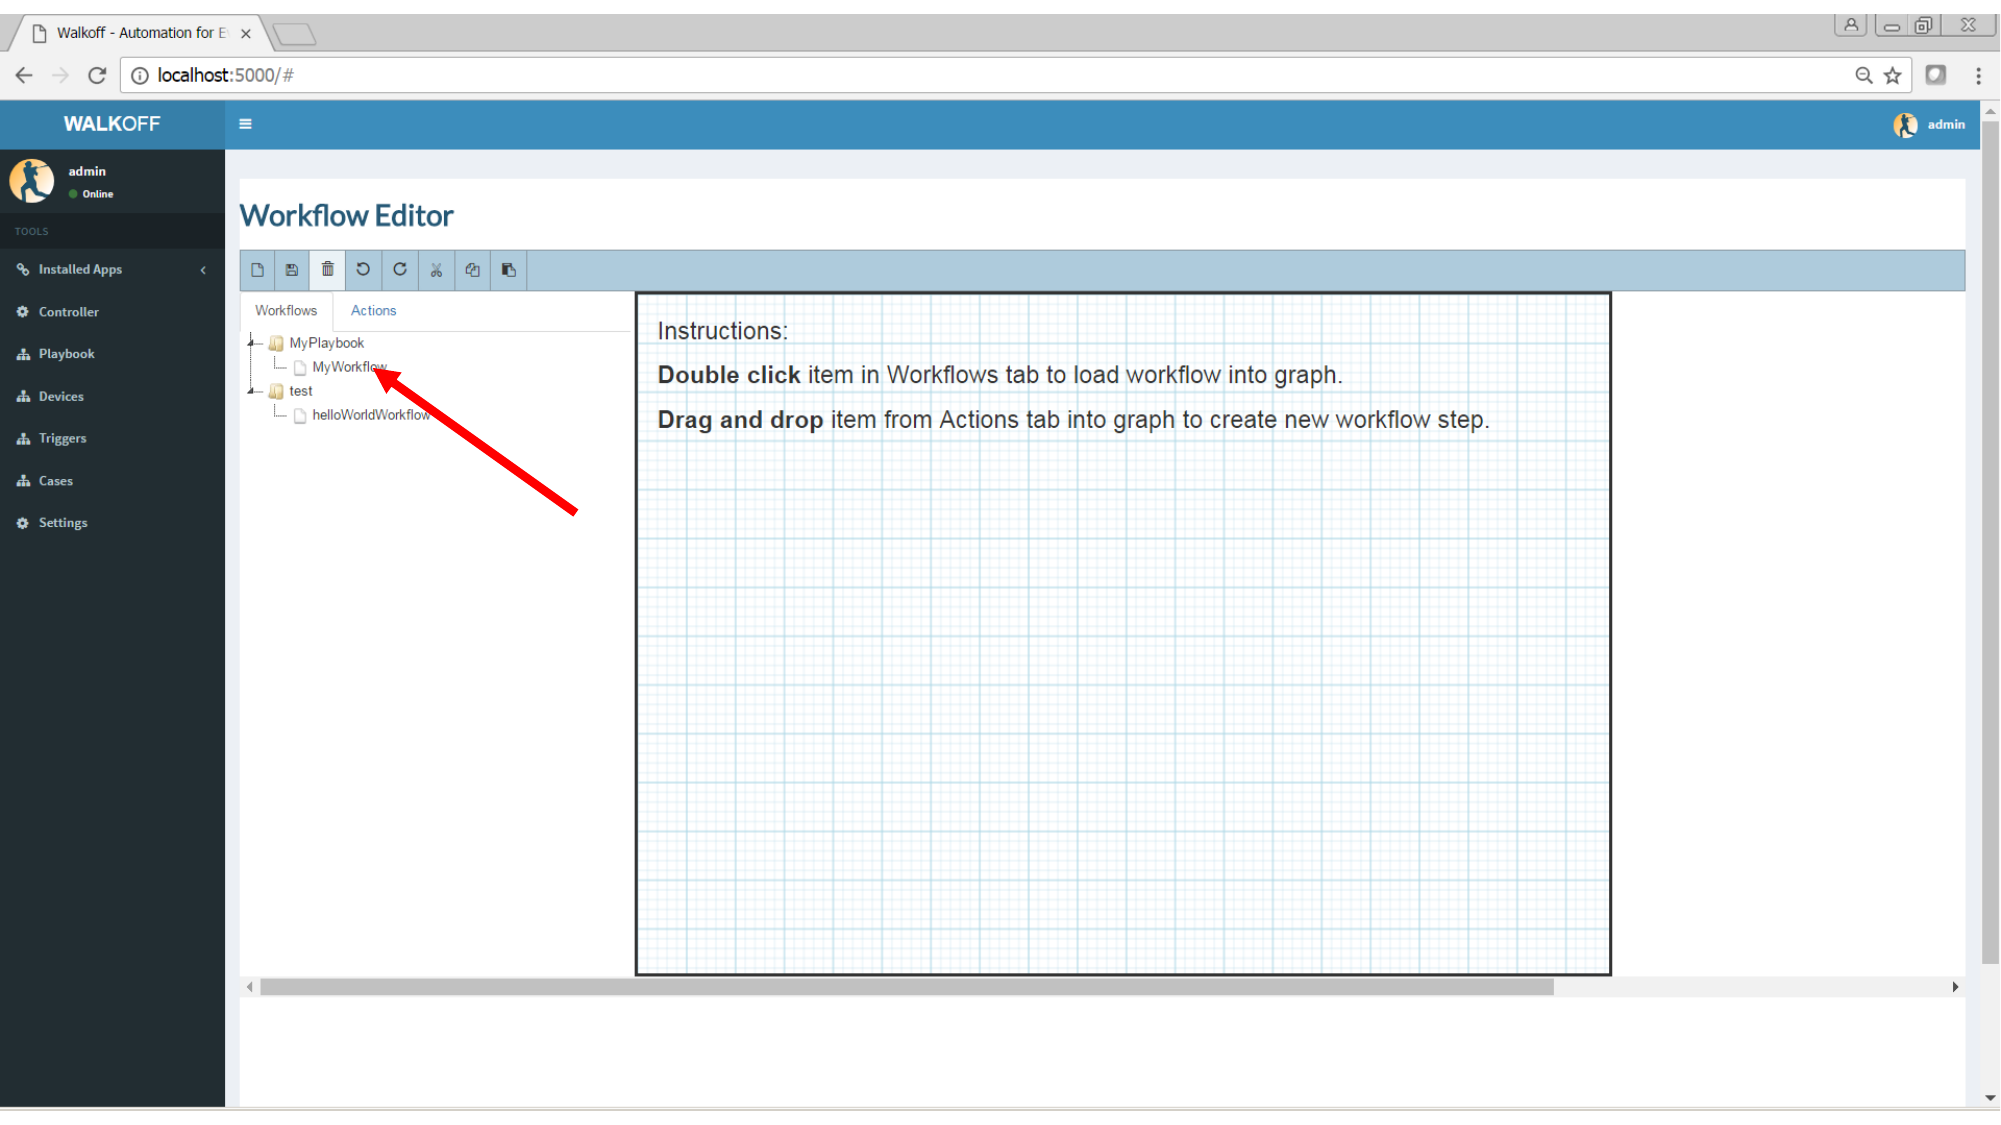 Walkoff - Automation for E
localhost:5000/#
WALKOFF
admin
admin
Online
TOOLS
Installed Apps
Controller
Playbook
Devices
Triggers
Cases
Settings
Workflow Editor
Workflows Actions
MyPlaybook
MyWorkflow
test
helloWorldWorkflow
Instructions:
Double click item in Workflows tab to load workflow into graph.
Drag and drop item from Actions tab into graph to create new workflow step.